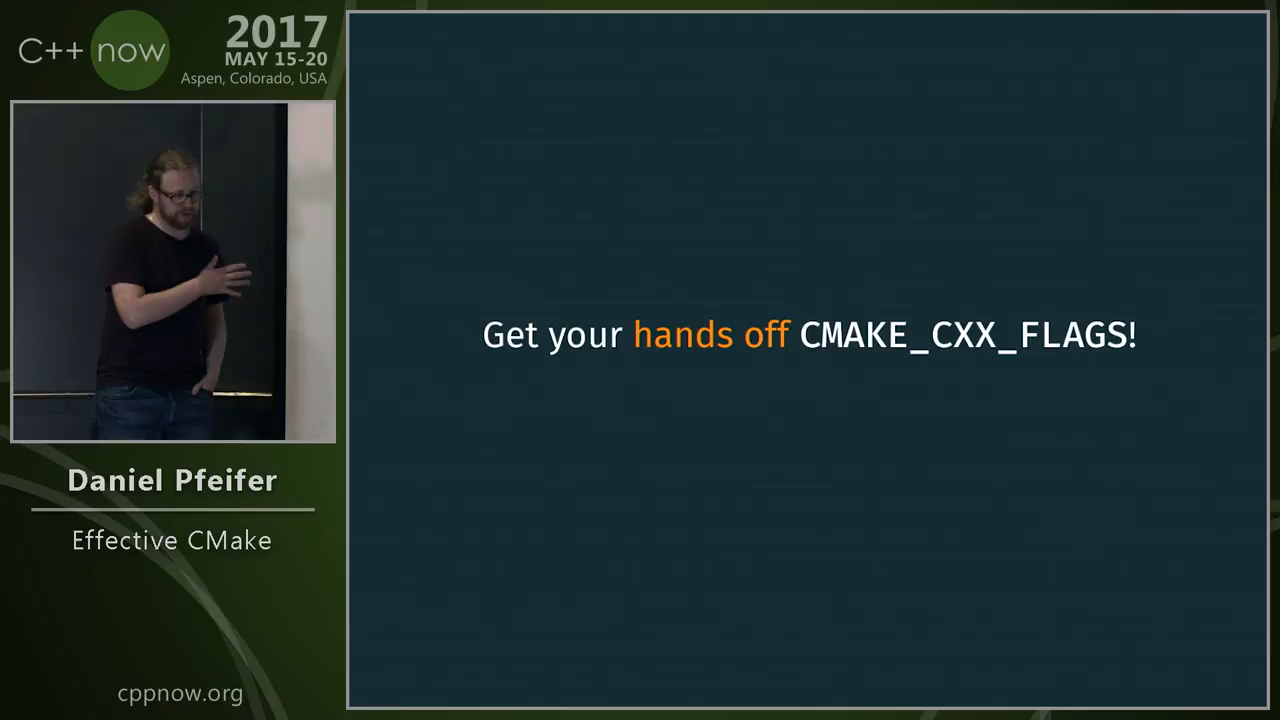 C++ now
2017
MAY 15-20
Aspen, Colorado, USA
Get your hands off CMAKE_CXX_FLAGS!
Daniel Pfeifer
Effective CMake
cppnow.org